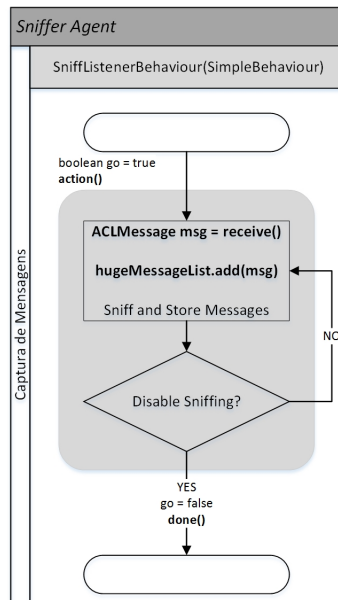 Sniffer Agent
SniffListenerBehaviour(SimpleBehaviour)
Captura de Mensagens
boolean go = true
action()
ACLMessage msg = receive()
hugeMessageList.add(msg)
Sniff and Store Messages
NO
Disable Sniffing?
YES
go = false
done()